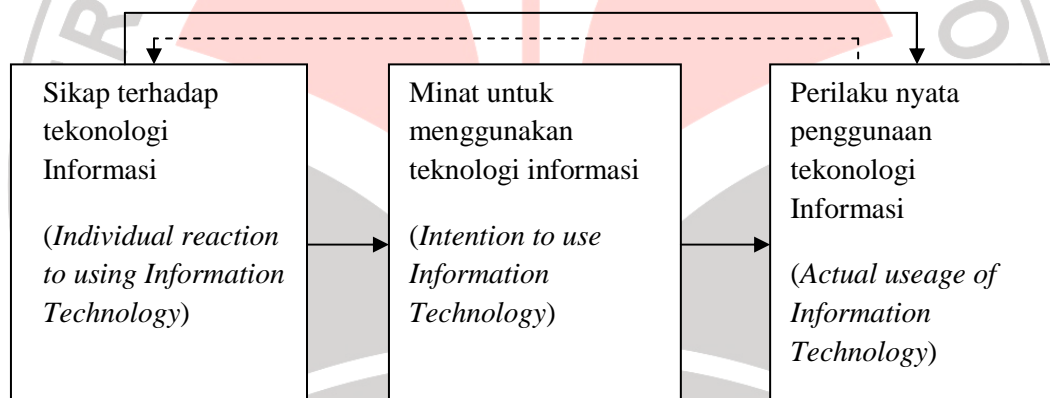 Sikap terhadap
tekonologi
Informasi
(Individual reaction
to using Information
Technology)
Minat untuk
menggunakan
teknologi informasi
(Intention to use
Information
Technology)
Perilaku nyata
penggunaan
tekonologi
Informasi
(Actual useage of
Information
Technology)